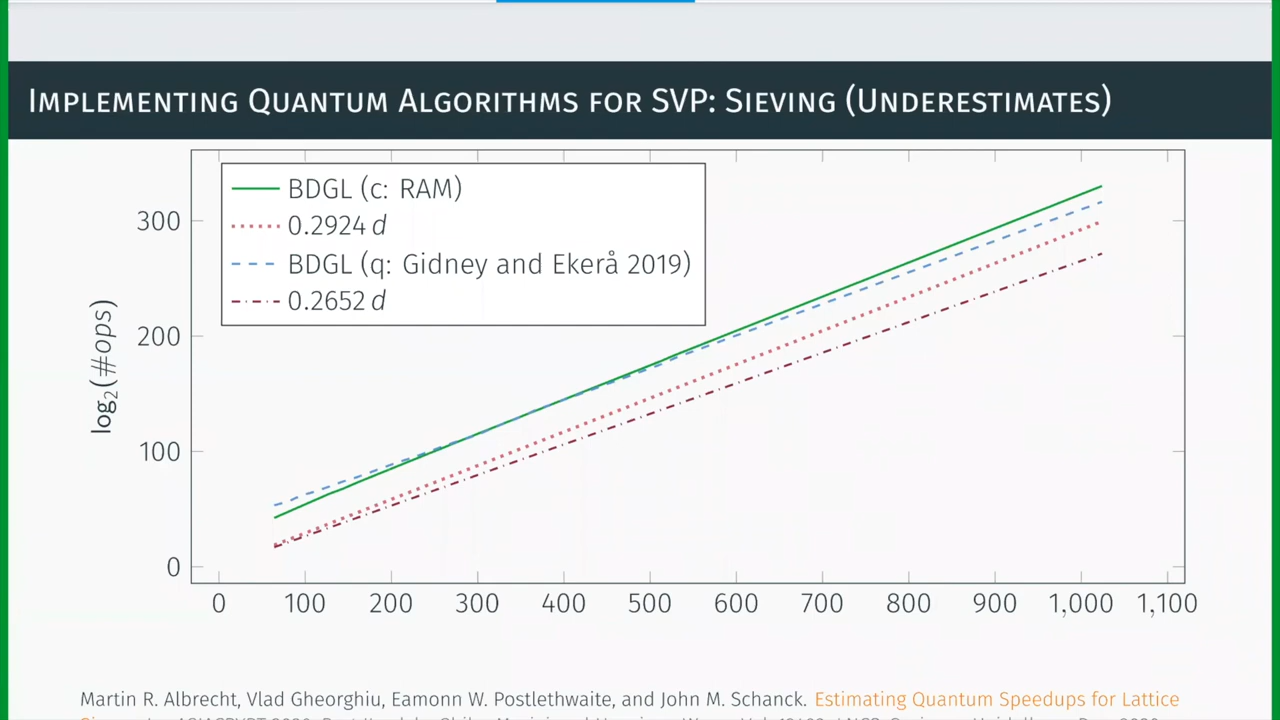 Implementing Quantum Algorithms for SVP: Sieving (Underestimates)
BDGL (c: RAM)
0.2924 d
BDGL (q: Gidney and Ekerå 2019)
0.2652 d
log2(#ops)
300
200
100
0
0 100 200 300 400 500 600 700 800 900 1,000 1,100
Martin R. Albrecht, Vlad Gheorghiu, Eamonn W. Postlethwaite, and John M. Schanck. Estimating Quantum Speedups for Lattice